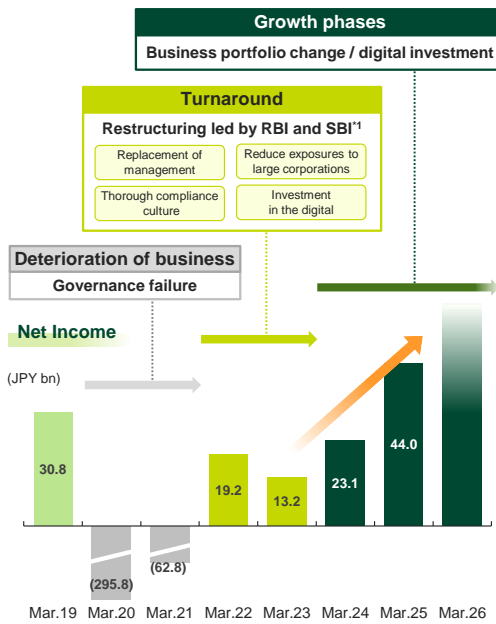 Growth phases
Business portfolio change / digital investment
Turnaround
Restructuring led by RBI and SBI*1
Replacement of
management
Reduce exposures to
large corporations
Thorough compliance
culture
Investment
in the digital
Deterioration of business
Governance failure
Net Income
(JPY bn)
30.8
(295.8)
(62.8)
19.2
13.2
23.1
44.0
Mar.19 Mar.20 Mar.21 Mar.22 Mar.23 Mar.24 Mar.25 Mar.26